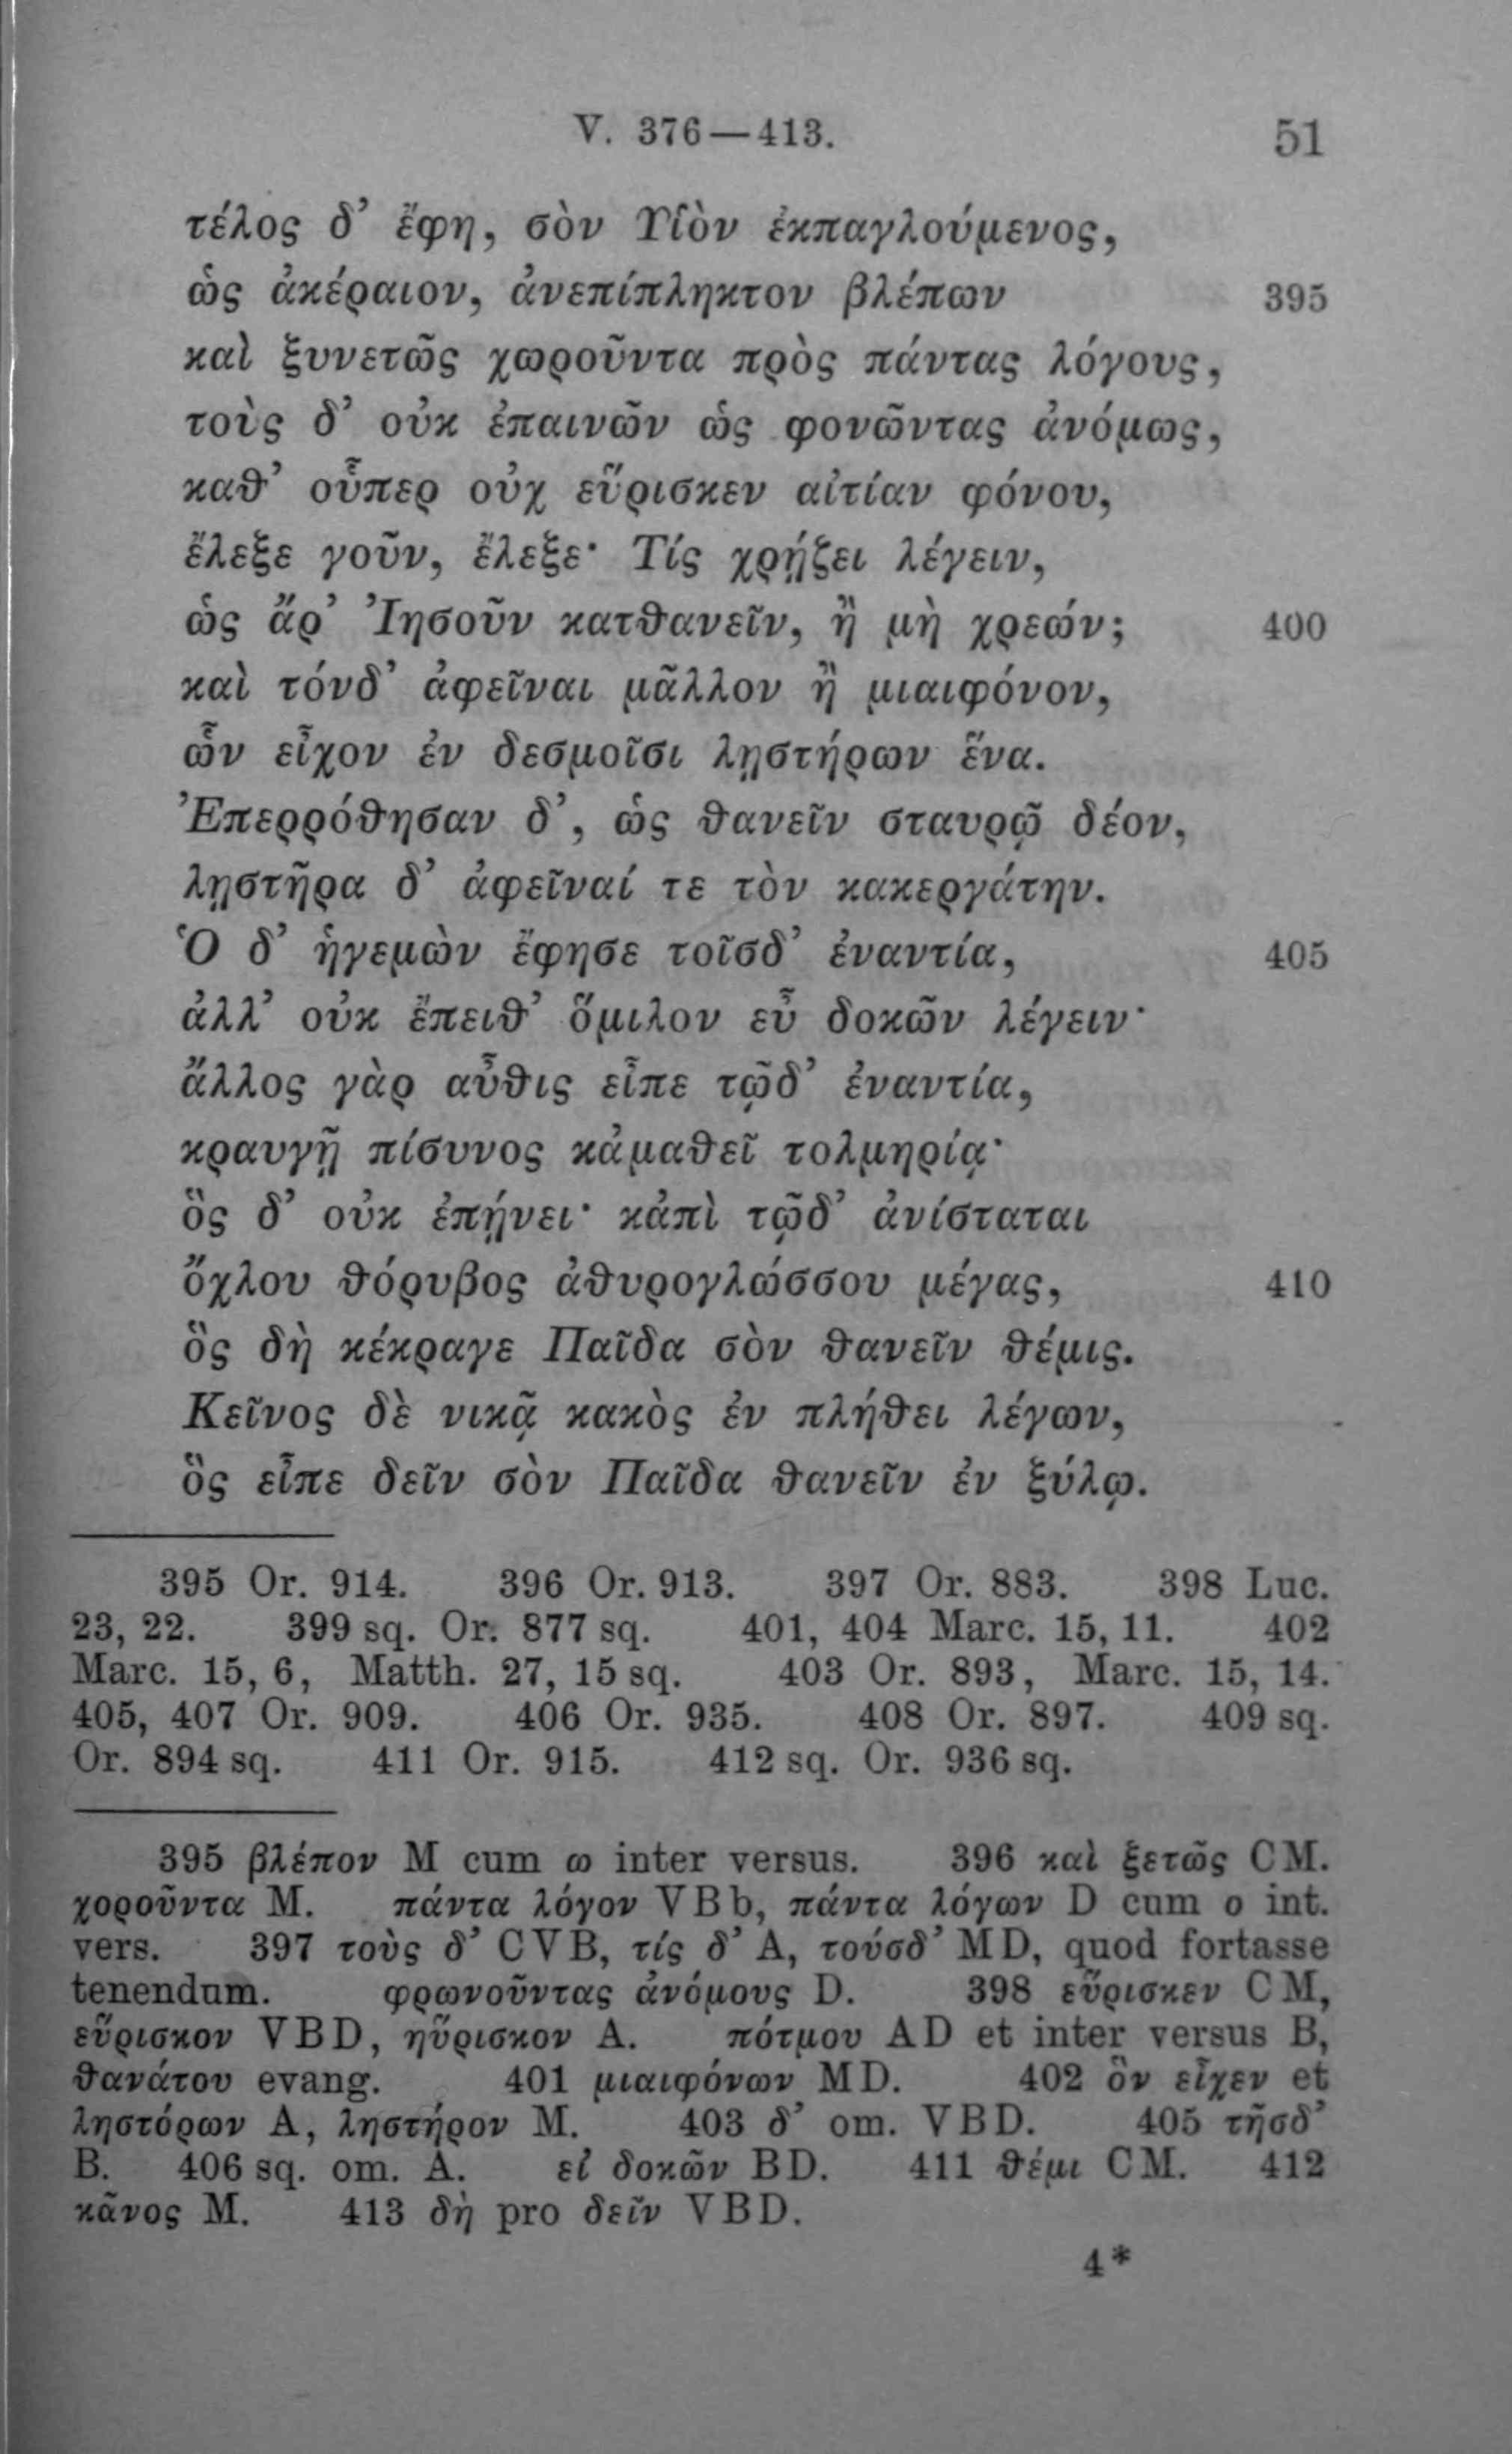 V. 376—413.
51
τέλος δ’ ἔφη, σὸν Υἱὸν ἐκπαγλούμενος,
ὡς ἀκέραιον, ἀνεπίπληκτον βλέπων 395
καὶ ξυνετῶς χωροῦντα πρὸς πάντας λόγους,
τοὺς δ’ οὐκ ἐπαινῶν ὡς φονῶντας ἀνόμως,
καθ’ οὗπερ οὐχ εὕρισκεν αἰτίαν φόνου,
ἔλεξε γοῦν, ἔλεξε· Τίς χρῄζει λέγειν,
ὡς ἄρ’ Ἰησοῦν κατθανεῖν, ἢ μὴ χρεών; 400
καὶ τόνδ’ ἀφεῖναι μᾶλλον ἢ μιαιφόνον,
ὧν εἶχον ἐν δεσμοῖσι λῃστήρων ἕνα.
Ἐπερρόθησαν δ’, ὡς θανεῖν σταυρῷ δέον,
λῃστῆρα δ’ ἀφεῖναί τε τὸν κακεργάτην.
Ὁ δ’ ἡγεμὼν ἔφησε τοῖσδ’ ἐναντία, 405
ἀλλ’ οὐκ ἔπειθ’ ὅμιλον εὖ δοκῶν λέγειν·
ἄλλος γὰρ αὖθις εἶπε τῷδ’ ἐναντία,
κραυγῇ πίσυνος κἀμαθεῖ τολμηρίᾳ·
ὃς δ’ οὐκ ἐπῄνει· κἀπὶ τῷδ’ ἀνίσταται
ὄχλου θόρυβος ἀθυρογλώσσου μέγας, 410
ὃς δὴ κέκραγε Παῖδα σὸν θανεῖν θέμις.
Κεῖνος δὲ νικᾷ κακὸς ἐν πλήθει λέγων,
ὃς εἶπε δεῖν σὸν Παῖδα θανεῖν ἐν ξύλῳ.
395 Or. 914. 396 Or. 913. 397 Or. 883. 398 Luc.
23, 22. 399 sq. Or. 877 sq. 401, 404 Marc. 15, 11. 402
Marc. 15, 6, Matth. 27, 15 sq. 403 Or. 893, Marc. 15, 14.
405, 407 Or. 909. 406 Or. 935. 408 Or. 897. 409 sq.
Or. 894 sq. 411 Or. 915. 412 sq. Or. 936 sq.
395 βλέπον M cum ω inter versus. 396 καὶ ξετῶς CM.
χοροῦντα M. πάντα λόγον VBb, πάντα λόγων D cum ο int.
vers. 397 τοὺς δ’ CVB, τίς δ’ A, τούσδ’ MD, quod fortasse
tenendum. φρωνοῦντας ἀνόμους D. 398 εὕρισκεν CM,
εὕρισκον VBD, ηὕρισκον A. πότμου AD et inter versus B,
θανάτου evang. 401 μιαιφόνων MD. 402 ὃν εἶχεν et
ληστόρων A, ληστῆρον M. 403 δ’ om. VBD. 405 τῆσδ’
B. 406 sq. om. A. εἰ δοκῶν BD. 411 θέμι CM. 412
κᾶνος M. 413 δὴ pro δεῖν VBD.
4*